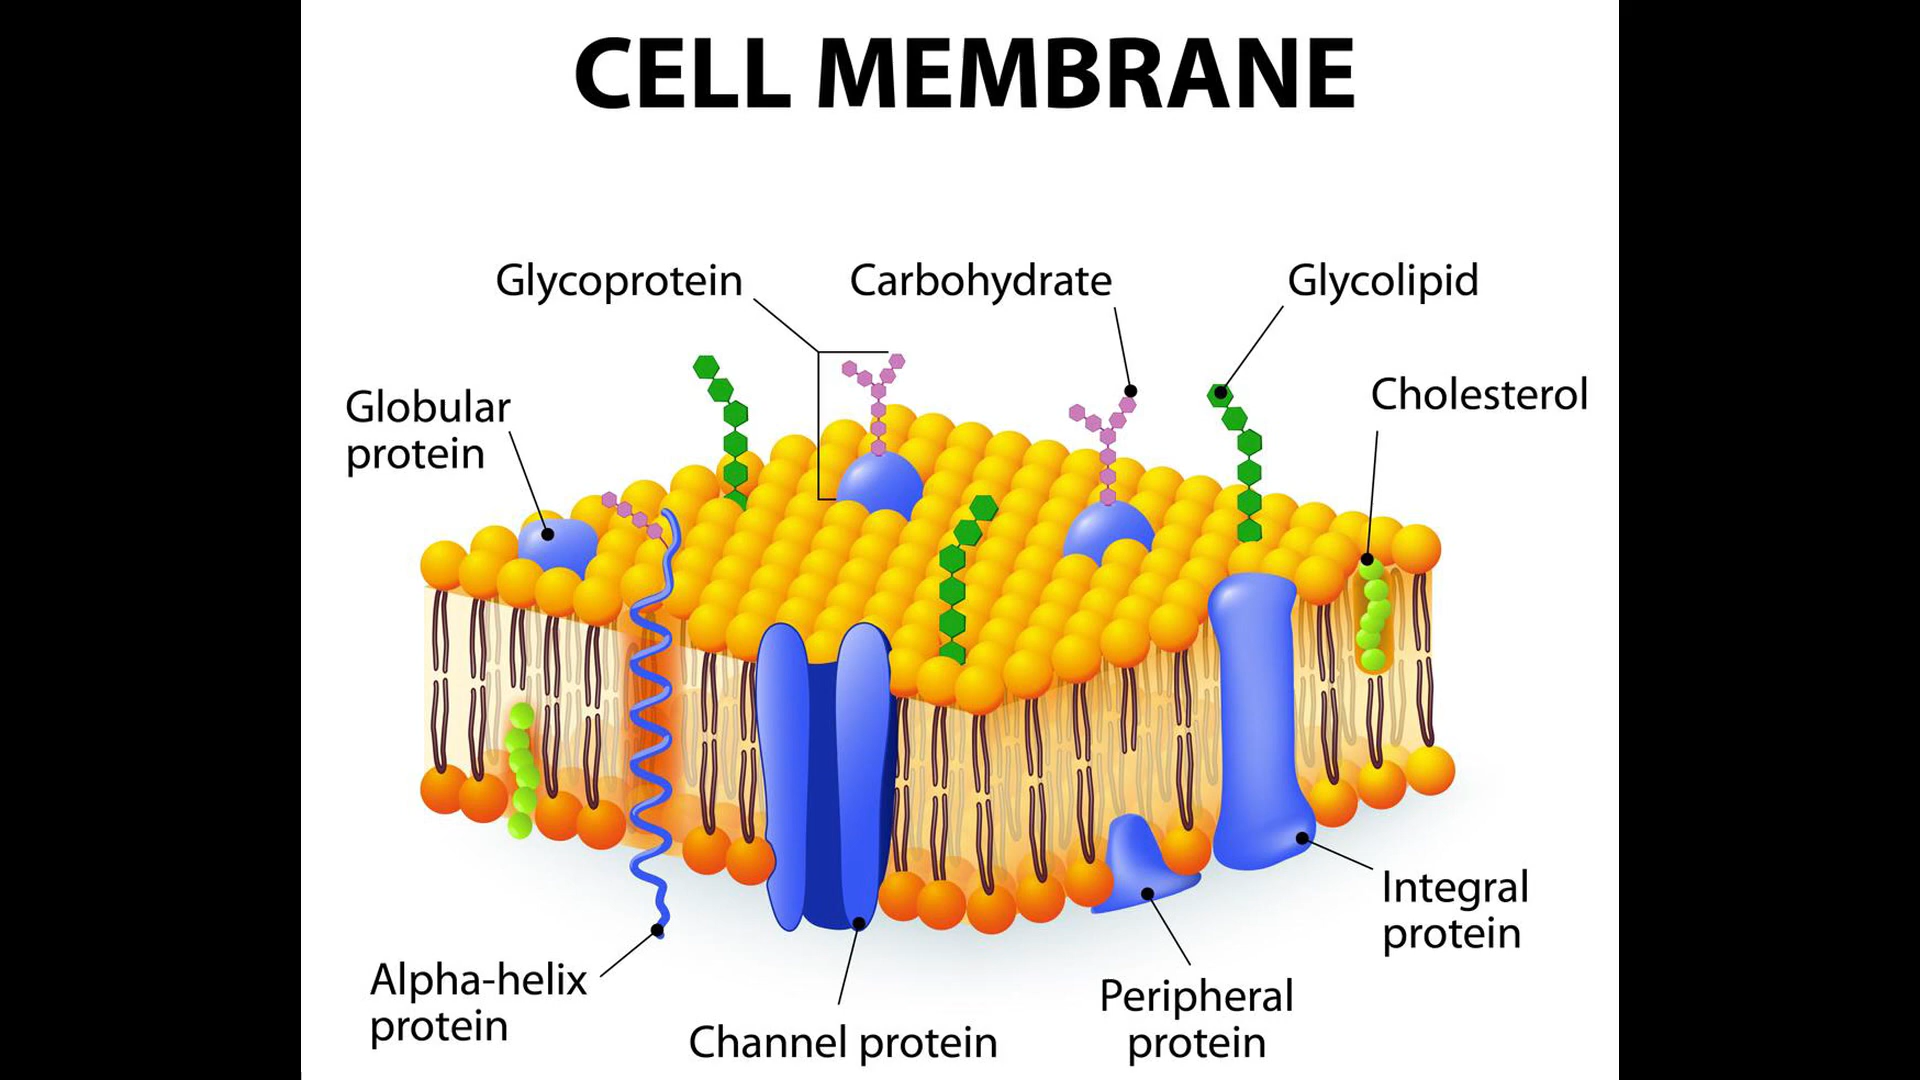 CELL MEMBRANE
Glycoprotein
Carbohydrate
Glycolipid
Globular
protein
Cholesterol
Integral
protein
Alpha-helix
protein
Channel protein
Peripheral
protein